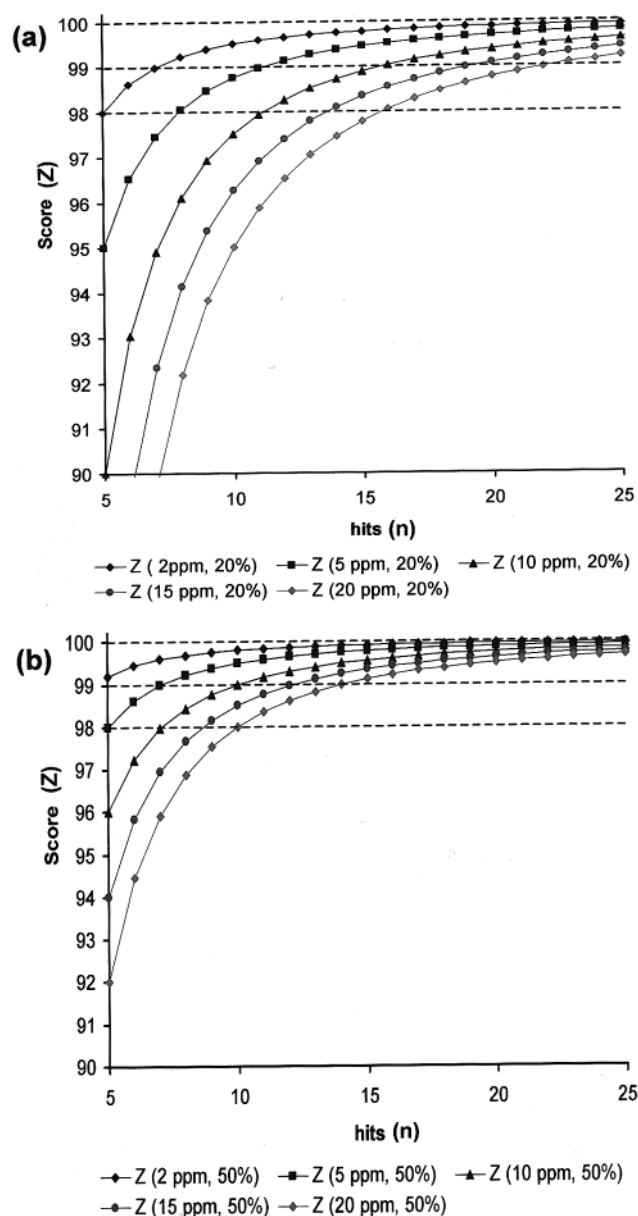 (a)
100
99
98
97
96
95
94
93
92
91
90
Score (Z)
5
10
15
20
25
hits (n)
Z ( 2ppm, 20%)
Z (5 ppm, 20%)
Z (10 ppm, 20%)
Z (15 ppm, 20%)
Z (20 ppm, 20%)
(b)
100
99
98
97
96
95
94
93
92
91
90
Score (Z)
5
10
15
20
25
hits (n)
Z (2 ppm, 50%)
Z (5 ppm, 50%)
Z (10 ppm, 50%)
Z (15 ppm, 50%)
Z (20 ppm, 50%)